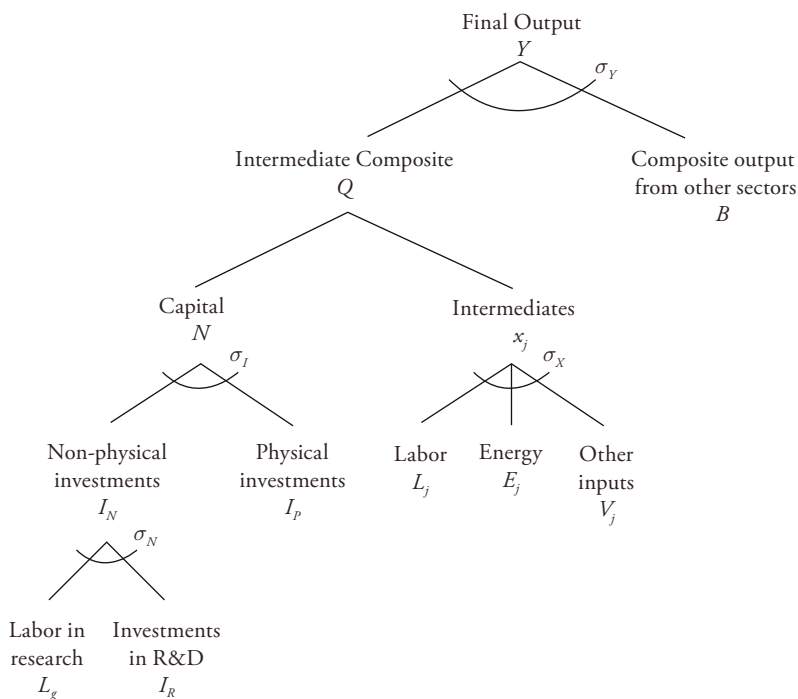 Final Output
Y
σY
Intermediate Composite
Q
Composite output
from other sectors
B
Capital
N
Intermediates
xj
σI
σX
Non-physical
investments
IN
Physical
investments
IP
Labor
Lj
Energy
Ej
Other
inputs
Vj
σN
Labor in
research
Lg
Investments
in R&D
IR